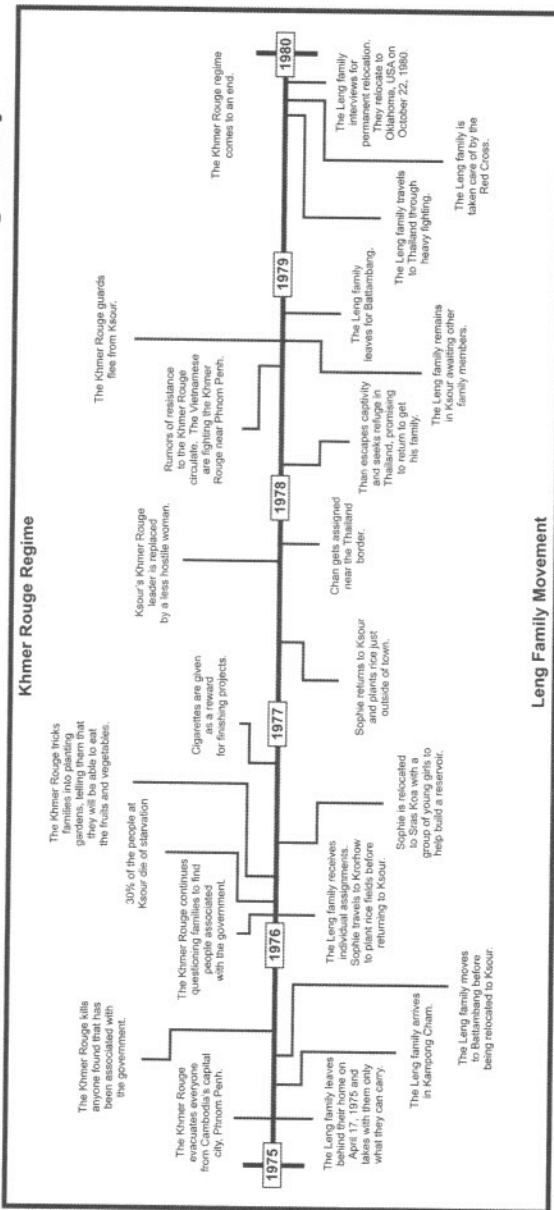 Khmer Rouge Regime
The Khmer Rouge
evacuates everyone
from Cambodia's capital
city, Phnom Penh.
The Khmer Rouge kills
anyone found that has
been associated with
the government.
The Khmer Rouge continues
questioning families to find
people associated
with the government.
30% of the people at
Ksour die of starvation
The Khmer Rouge tricks
families into planting
gardens, telling them that
they will be able to eat
the fruits and vegetables.
Cigarettes are given
as a reward
for finishing projects.
Ksour's Khmer Rouge
leader is replaced
by a less hostile woman.
Rumors of resistance
to the Khmer Rouge
circulate. The Vietnamese
are fighting the Khmer
Rouge near Phnom Penh.
The Khmer Rouge guards
flee from Ksour.
The Khmer Rouge regime
comes to an end.
1975
1976
1977
1978
1979
1980
The Leng family leaves
behind their home on
April 17, 1975 and
takes with them only
what they can carry.
The Leng family arrives
in Kampong Cham.
The Leng family moves
to Battambang before
being relocated to Ksour.
The Leng family receives
individual assignments.
Sophie travels to Krorhow
to plant rice fields before
returning to Ksour.
Sophie is relocated
to Sras Koa with a
group of young girls to
help build a reservoir.
Sophie returns to Ksour
and plants rice just
outside of town.
Chan gets assigned
near the Thailand
border.
Than escapes captivity
and seeks refuge in
Thailand, promising
to return to get
his family.
The Leng family remains
in Ksour awaiting other
family members.
The Leng family
leaves for Battambang.
The Leng family travels
to Thailand through
heavy fighting.
The Leng family is
taken care of by the
Red Cross.
The Leng family
interviews for
permanent relocation.
They relocate to
Oklahoma, USA on
October 22, 1980.
Leng Family Movement